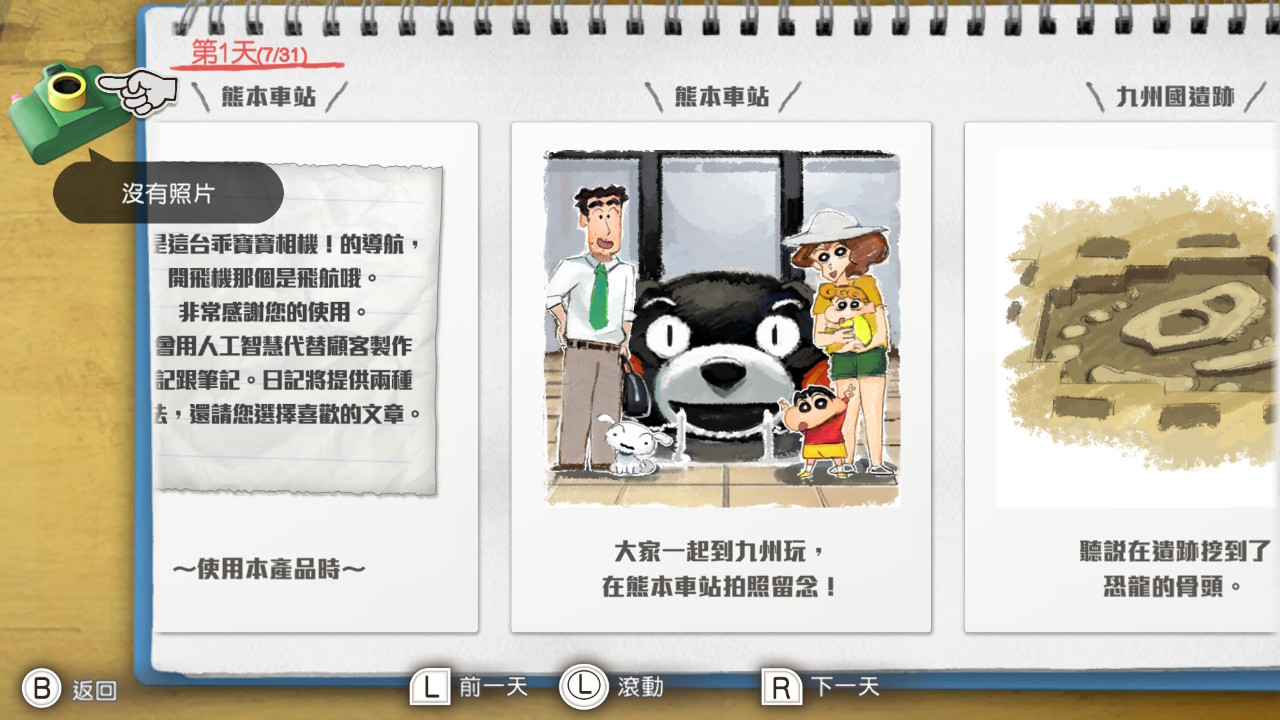 第1天(7/31)
熊本車站
熊本車站
九州國遺跡
沒有照片
是這台乖寶寶相機！的導航，
開飛機那個是飛航哦。
非常感謝您的使用。
會用人工智慧代替顧客製作
記跟筆記。日記將提供兩種
法，還請您選擇喜歡的文章。
～使用本產品時～
大家一起到九州玩，
在熊本車站拍照留念！
聽說在遺跡挖到了
恐龍的骨頭。
B 返回
L 前一天
L 滾動
R 下一天